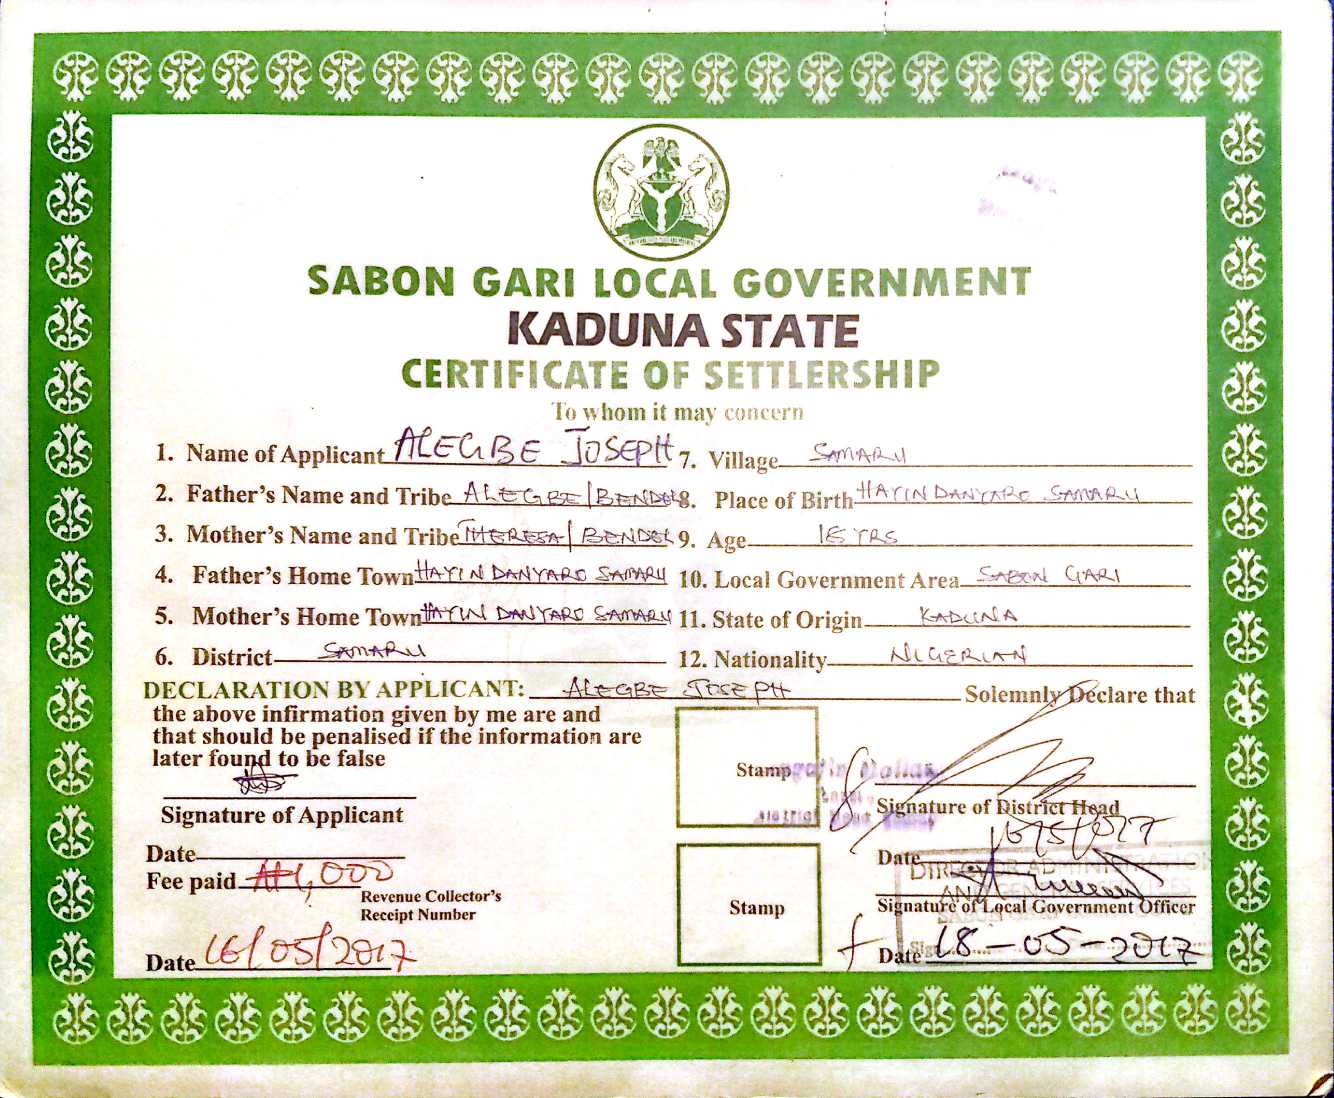 SABON GARI LOCAL GOVERNMENT
KADUNA STATE
CERTIFICATE OF SETTLERSHIP
To whom it may concern
1. Name of Applicant ALEGBE JOSEPH
2. Father's Name and Tribe ALEGBE/BENDEL
3. Mother's Name and Tribe THERESA/BENDEL
4. Father's Home Town HAYIN DANYARO SAMARU
5. Mother's Home Town HAYIN DANYARO SAMARU
6. District SAMARU
7. Village SAMARU
8. Place of Birth HAYIN DANYARO SAMARU
9. Age YRS
10. Local Government Area SABON GARI
11. State of Origin KADUNA
12. Nationality NIGERIAN
DECLARATION BY APPLICANT: ALEGBE JOSEPH Solemnly Declare that
the above infirmation given by me are and
that should be penalised if the information are
later found to be false
Signature of Applicant
Date
Fee paid ₦1,000
Revenue Collector's
Receipt Number
Date 16/05/2017
Stamp
Stamp
Signature of District Head
Date 16/5/2017
DIRECTOR ADMINISTRATION
Signature of Local Government Officer
Date 18-05-2017